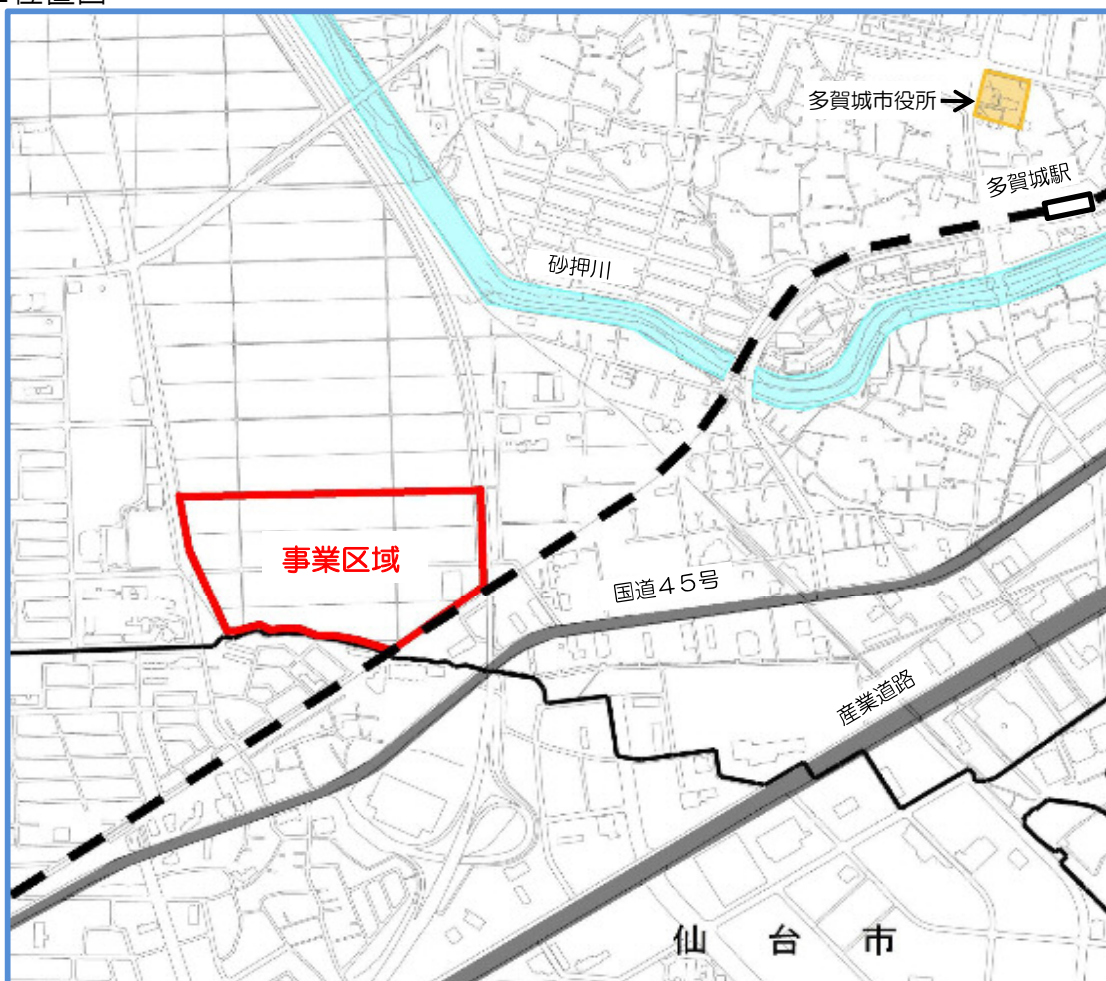 位置図
多賀城市役所
多賀城駅
砂押川
事業区域
国道45号
産業道路
仙台市